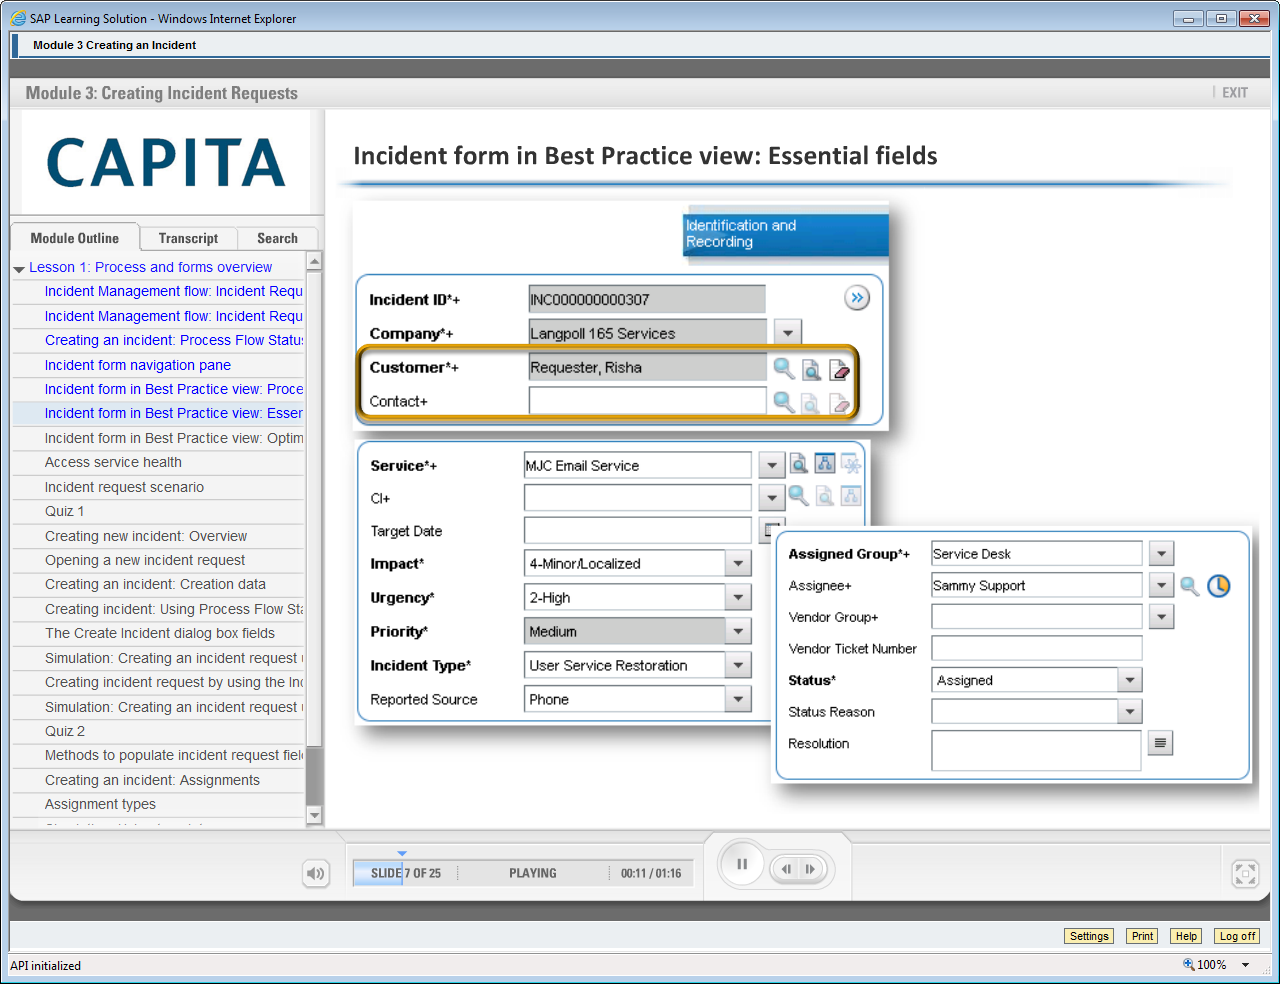 SAP Learning Solution - Windows Internet Explorer
Module 3 Creating an Incident
Module 3: Creating Incident Requests
EXIT
CAPITA
Module Outline
Transcript
Search
Lesson 1: Process and forms overview
Incident Management flow: Incident Requ
Incident Management flow: Incident Requ
Creating an incident: Process Flow Statu
Incident form navigation pane
Incident form in Best Practice view: Proce
Incident form in Best Practice view: Essen
Incident form in Best Practice view: Optim
Access service health
Incident request scenario
Quiz 1
Creating new incident: Overview
Opening a new incident request
Creating an incident: Creation data
Creating incident: Using Process Flow Sta
The Create Incident dialog box fields
Simulation: Creating an incident request
Creating incident request by using the Inc
Simulation: Creating an incident request
Quiz 2
Methods to populate incident request fiel
Creating an incident: Assignments
Assignment types
Incident form in Best Practice view: Essential fields
Identification and
Recording
Incident ID*+ INC000000000307
Company*+ Langpoll 165 Services
Customer*+ Requester, Risha
Contact+
Service*+ MJC Email Service
CI+
Target Date
Impact* 4-Minor/Localized
Urgency* 2-High
Priority* Medium
Incident Type* User Service Restoration
Reported Source Phone
Assigned Group*+ Service Desk
Assignee+ Sammy Support
Vendor Group+
Vendor Ticket Number
Status* Assigned
Status Reason
Resolution
SLIDE 7 OF 25
PLAYING
00:11 / 01:16
Settings
Print
Help
Log off
API initialized
100%